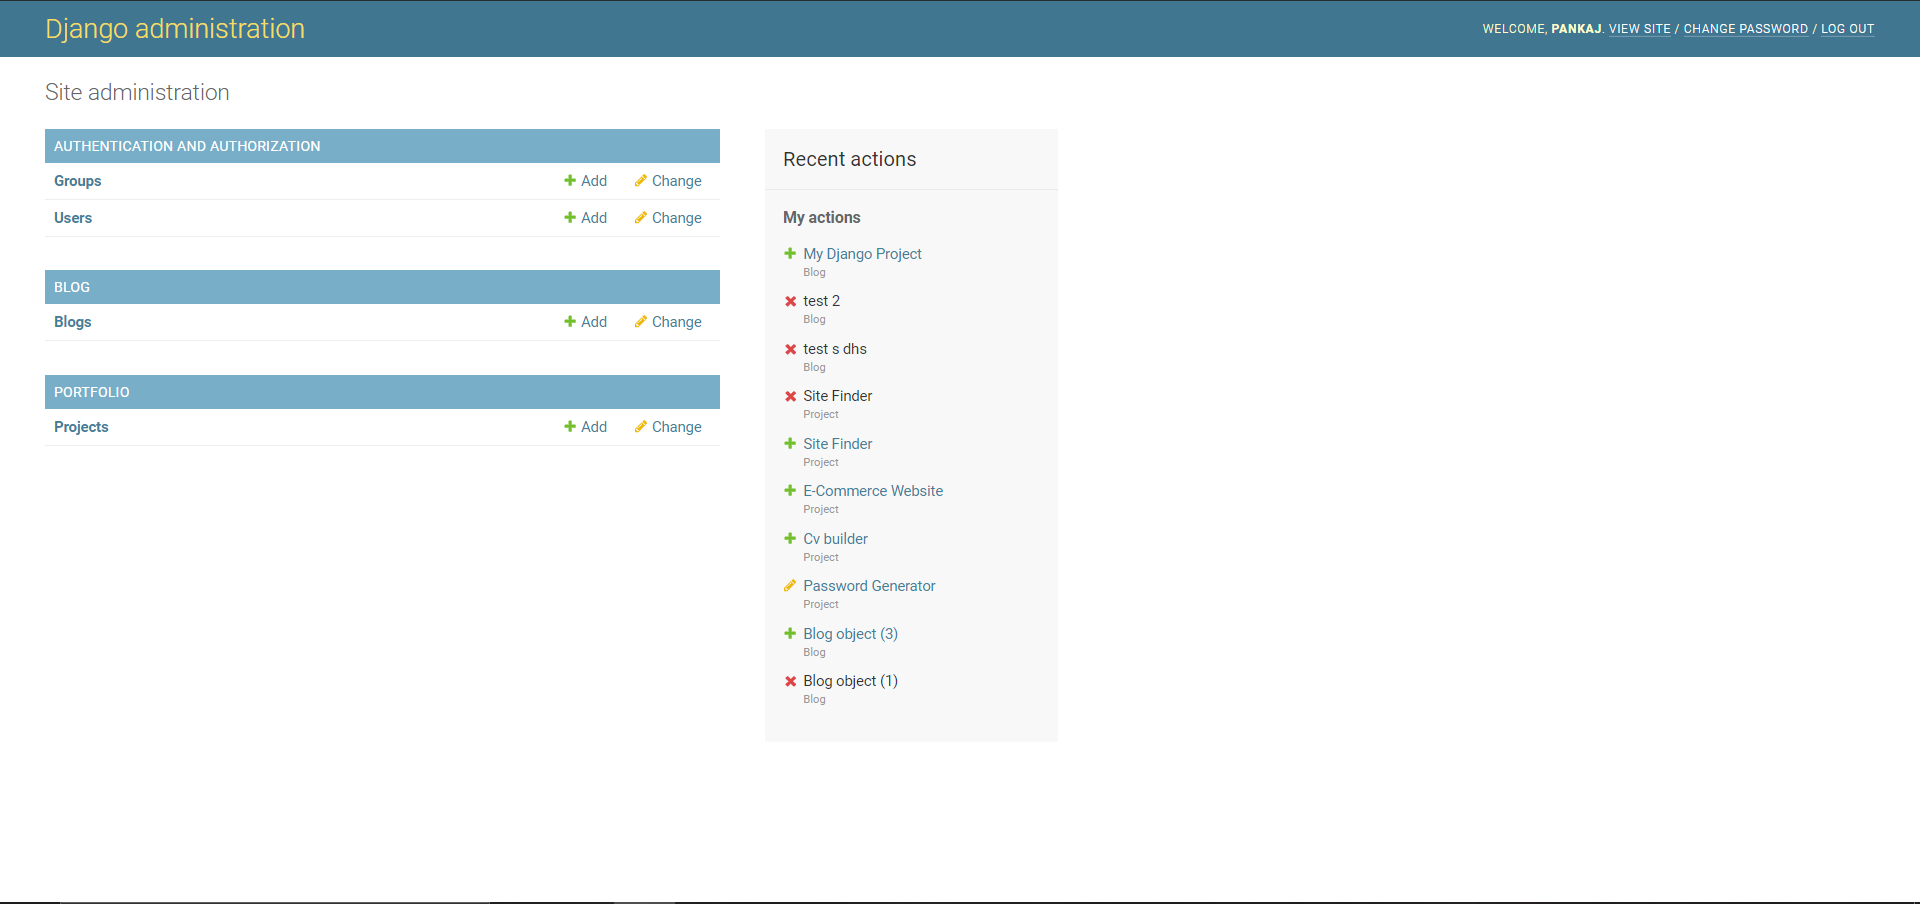 Django administration
WELCOME, PANKAJ. VIEW SITE / CHANGE PASSWORD / LOG OUT
Site administration
AUTHENTICATION AND AUTHORIZATION
Groups Add Change
Users Add Change
BLOG
Blogs Add Change
PORTFOLIO
Projects Add Change
Recent actions
My actions
My Django Project
Blog
test 2
Blog
test s dhs
Blog
Site Finder
Project
Site Finder
Project
E-Commerce Website
Project
Cv builder
Project
Password Generator
Project
Blog object (3)
Blog
Blog object (1)
Blog